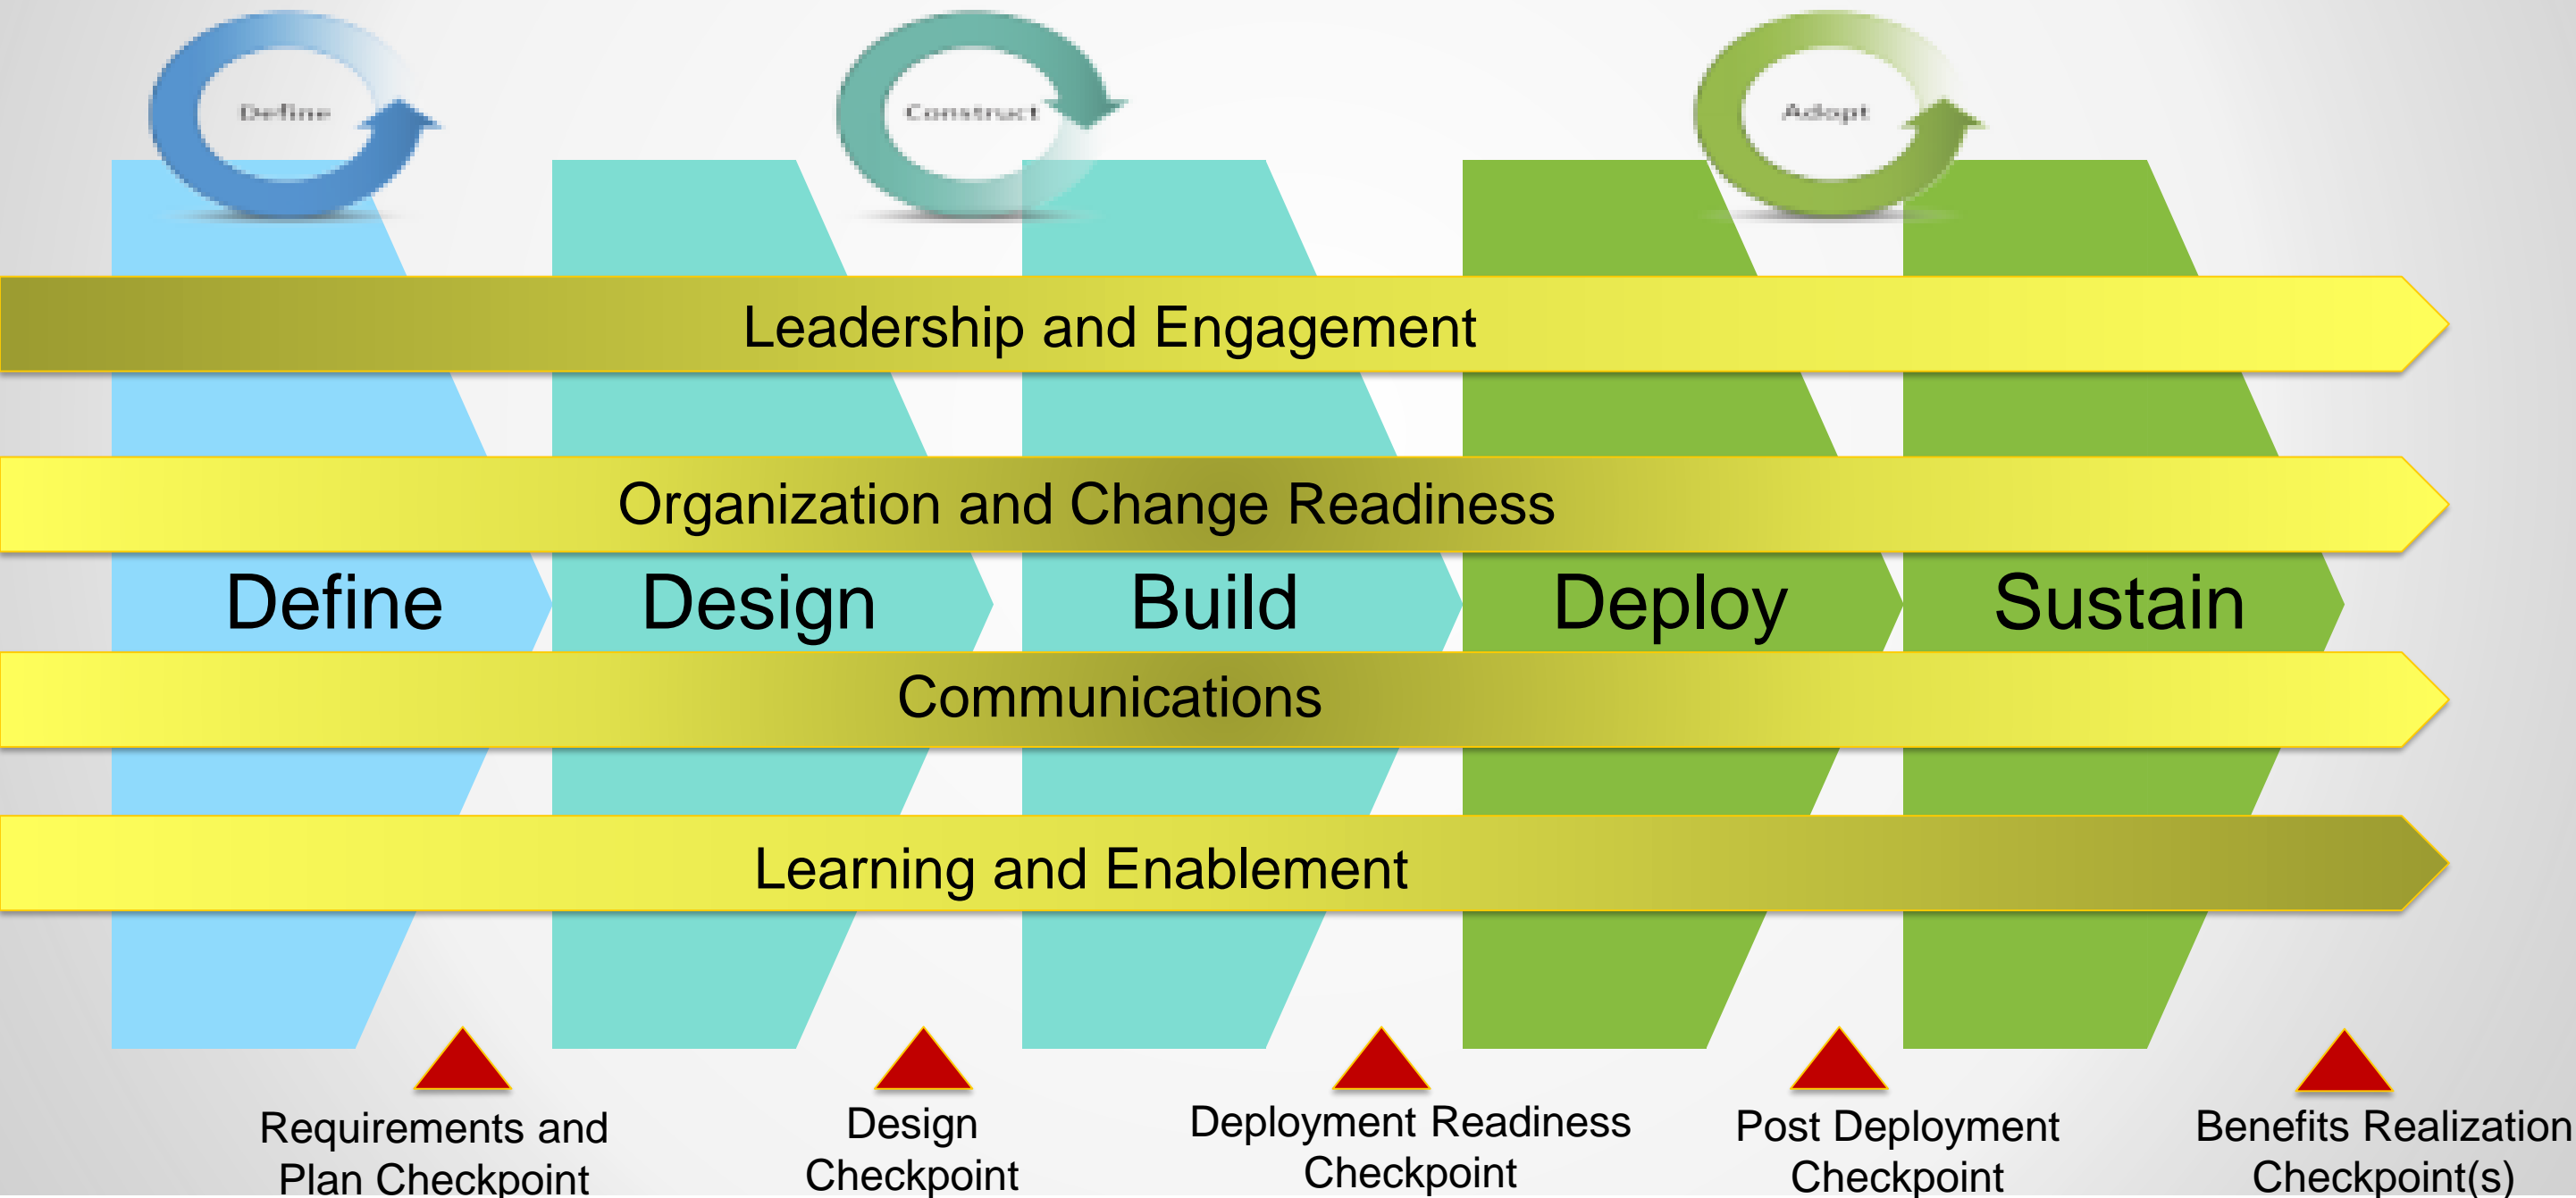 Define
Construct
Adopt
Leadership and Engagement
Organization and Change Readiness
Define
Design
Build
Deploy
Sustain
Communications
Learning and Enablement
Requirements and
Plan Checkpoint
Design
Checkpoint
Deployment Readiness
Checkpoint
Post Deployment
Checkpoint
Benefits Realization
Checkpoint(s)